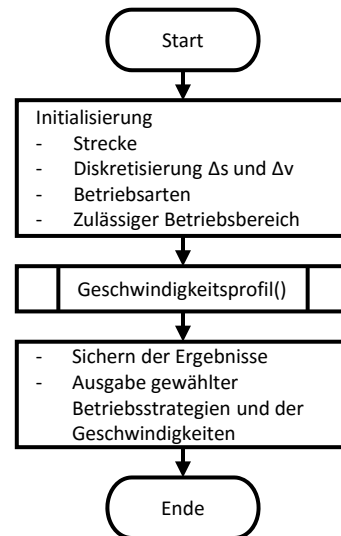 Start
Initialisierung
- Strecke
- Diskretisierung Δs und Δv
- Betriebsarten
- Zulässiger Betriebsbereich
Geschwindigkeitsprofil()
- Sichern der Ergebnisse
- Ausgabe gewählter
Betriebsstrategien und der
Geschwindigkeiten
Ende